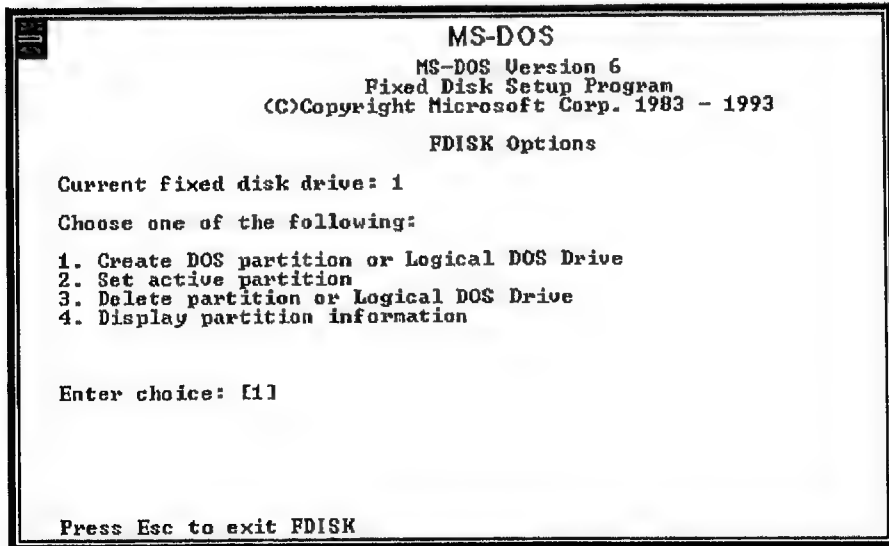 MS-DOS
MS-DOS Version 6
Fixed Disk Setup Program
(C)Copyright Microsoft Corp. 1983 - 1993
FDISK Options
Current fixed disk drive: 1
Choose one of the following:
1. Create DOS partition or Logical DOS Drive
2. Set active partition
3. Delete partition or Logical DOS Drive
4. Display partition information
Enter choice: [1]
Press Esc to exit FDISK